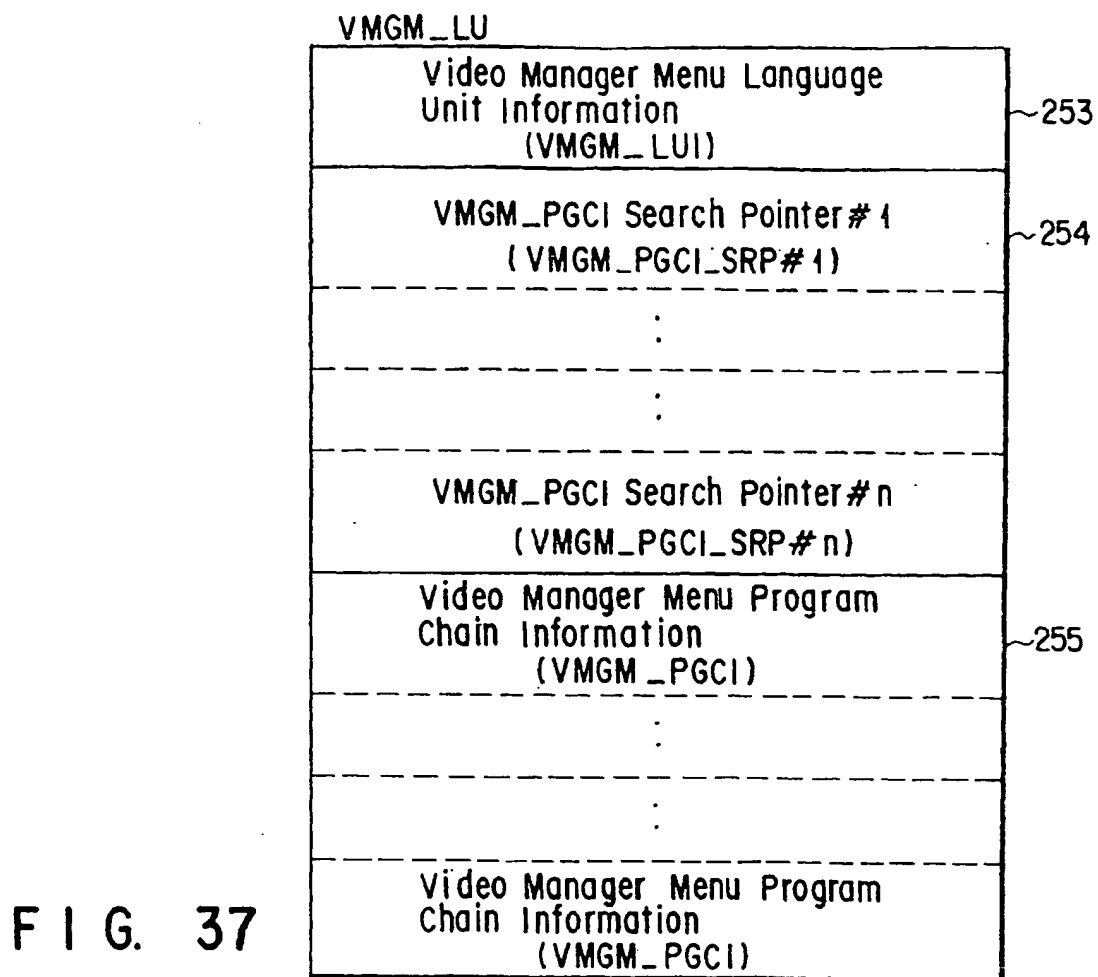 VMGM_LU
Video Manager Menu Language
Unit Information
(VMGM_LUI)
253
VMGM_PGCI Search Pointer#1
(VMGM_PGCI_SRP#1)
254
VMGM_PGCI Search Pointer#n
(VMGM_PGCI_SRP#n)
Video Manager Menu Program
Chain Information
(VMGM_PGCI)
255
Video Manager Menu Program
Chain Information
(VMGM_PGCI)
FIG. 37